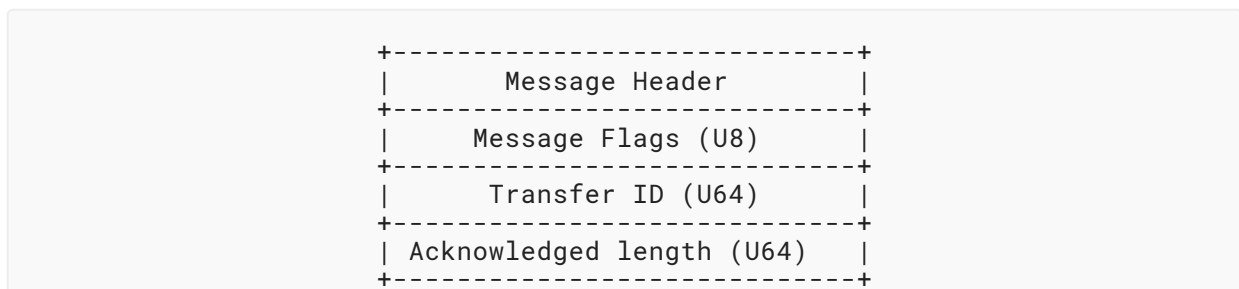 +-----------------------------+
|       Message Header        |
+-----------------------------+
|     Message Flags (U8)      |
+-----------------------------+
|      Transfer ID (U64)      |
+-----------------------------+
| Acknowledged length (U64)   |
+-----------------------------+